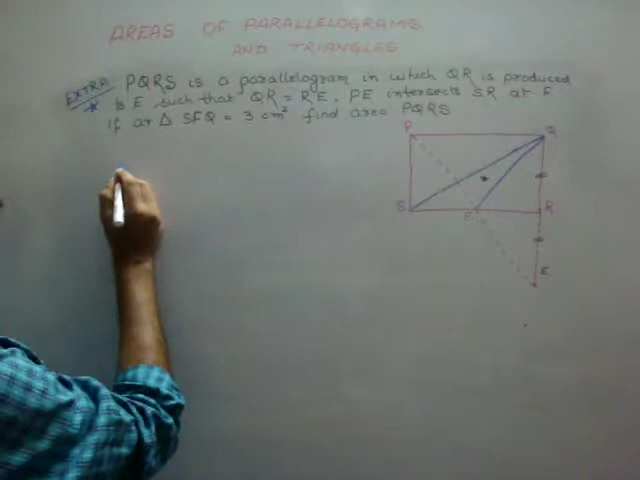 AREAS OF PARALLELOGRAMS
AND TRIANGLES
EXTRA PQRS is a parallelogram in which QR is produced
to E such that QR = RE. PE intersects SR at F
If ar Δ SFQ = 3 cm² find area PQRS
P
Q
S
F
R
E